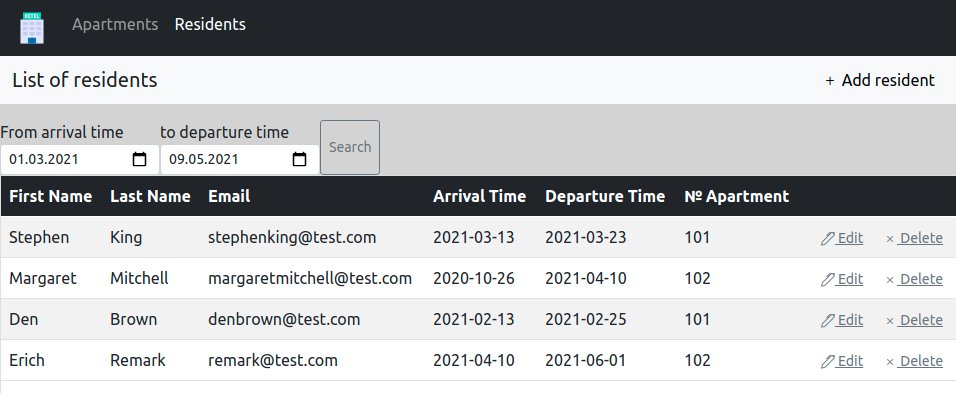 HOTEL
Apartments Residents
List of residents + Add resident
From arrival time to departure time
01.03.2021 09.05.2021 Search
First Name Last Name Email Arrival Time Departure Time № Apartment
Stephen King stephenking@test.com 2021-03-13 2021-03-23 101 Edit × Delete
Margaret Mitchell margaretmitchell@test.com 2020-10-26 2021-04-10 102 Edit × Delete
Den Brown denbrown@test.com 2021-02-13 2021-02-25 101 Edit × Delete
Erich Remark remark@test.com 2021-04-10 2021-06-01 102 Edit × Delete